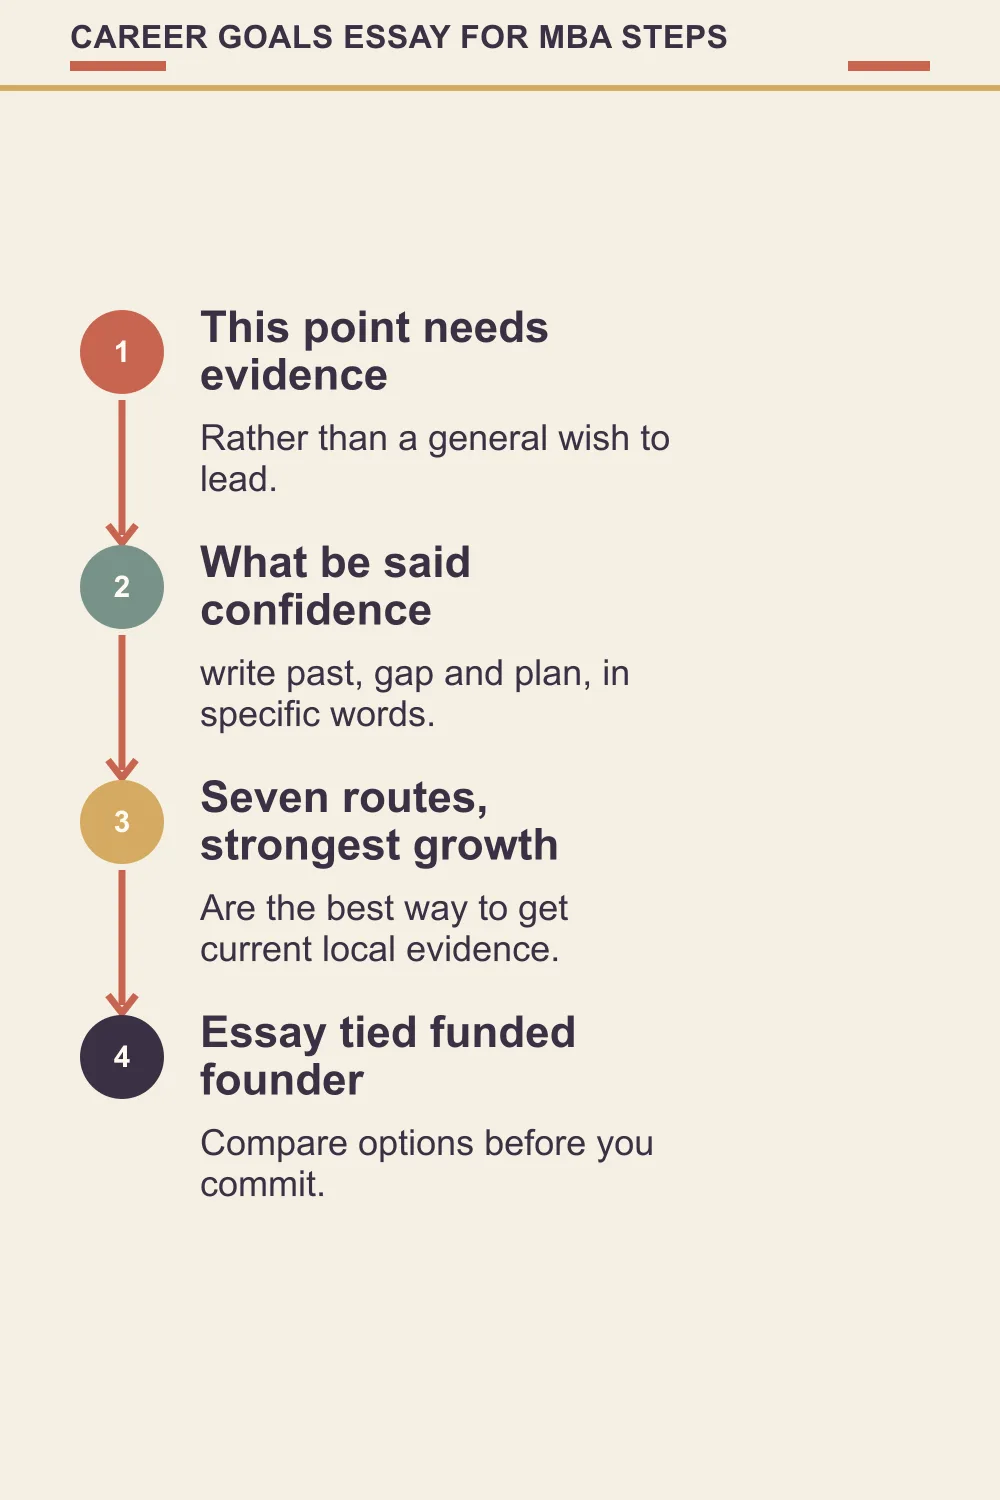 CAREER GOALS ESSAY FOR MBA STEPS
1
This point needs
evidence
Rather than a general wish to
lead.
2
What be said
confidence
write past, gap and plan, in
specific words.
3
Seven routes,
strongest growth
Are the best way to get
current local evidence.
4
Essay tied funded
founder
Compare options before you
commit.